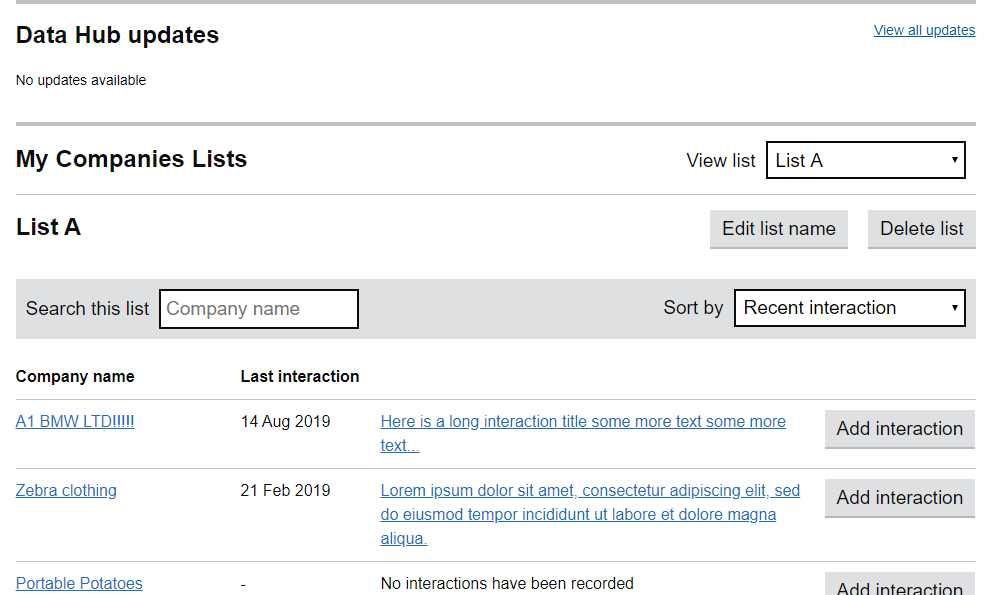 Data Hub updates
View all updates
No updates available
My Companies Lists
View list
List A
List A
Edit list name
Delete list
Search this list
Company name
Sort by
Recent interaction
Company name
Last interaction
A1 BMW LTD!!!!!
14 Aug 2019
Here is a long interaction title some more text some more
text...
Add interaction
Zebra clothing
21 Feb 2019
Lorem ipsum dolor sit amet, consectetur adipiscing elit, sed
do eiusmod tempor incididunt ut labore et dolore magna
aliqua.
Add interaction
Portable Potatoes
-
No interactions have been recorded
Add interaction